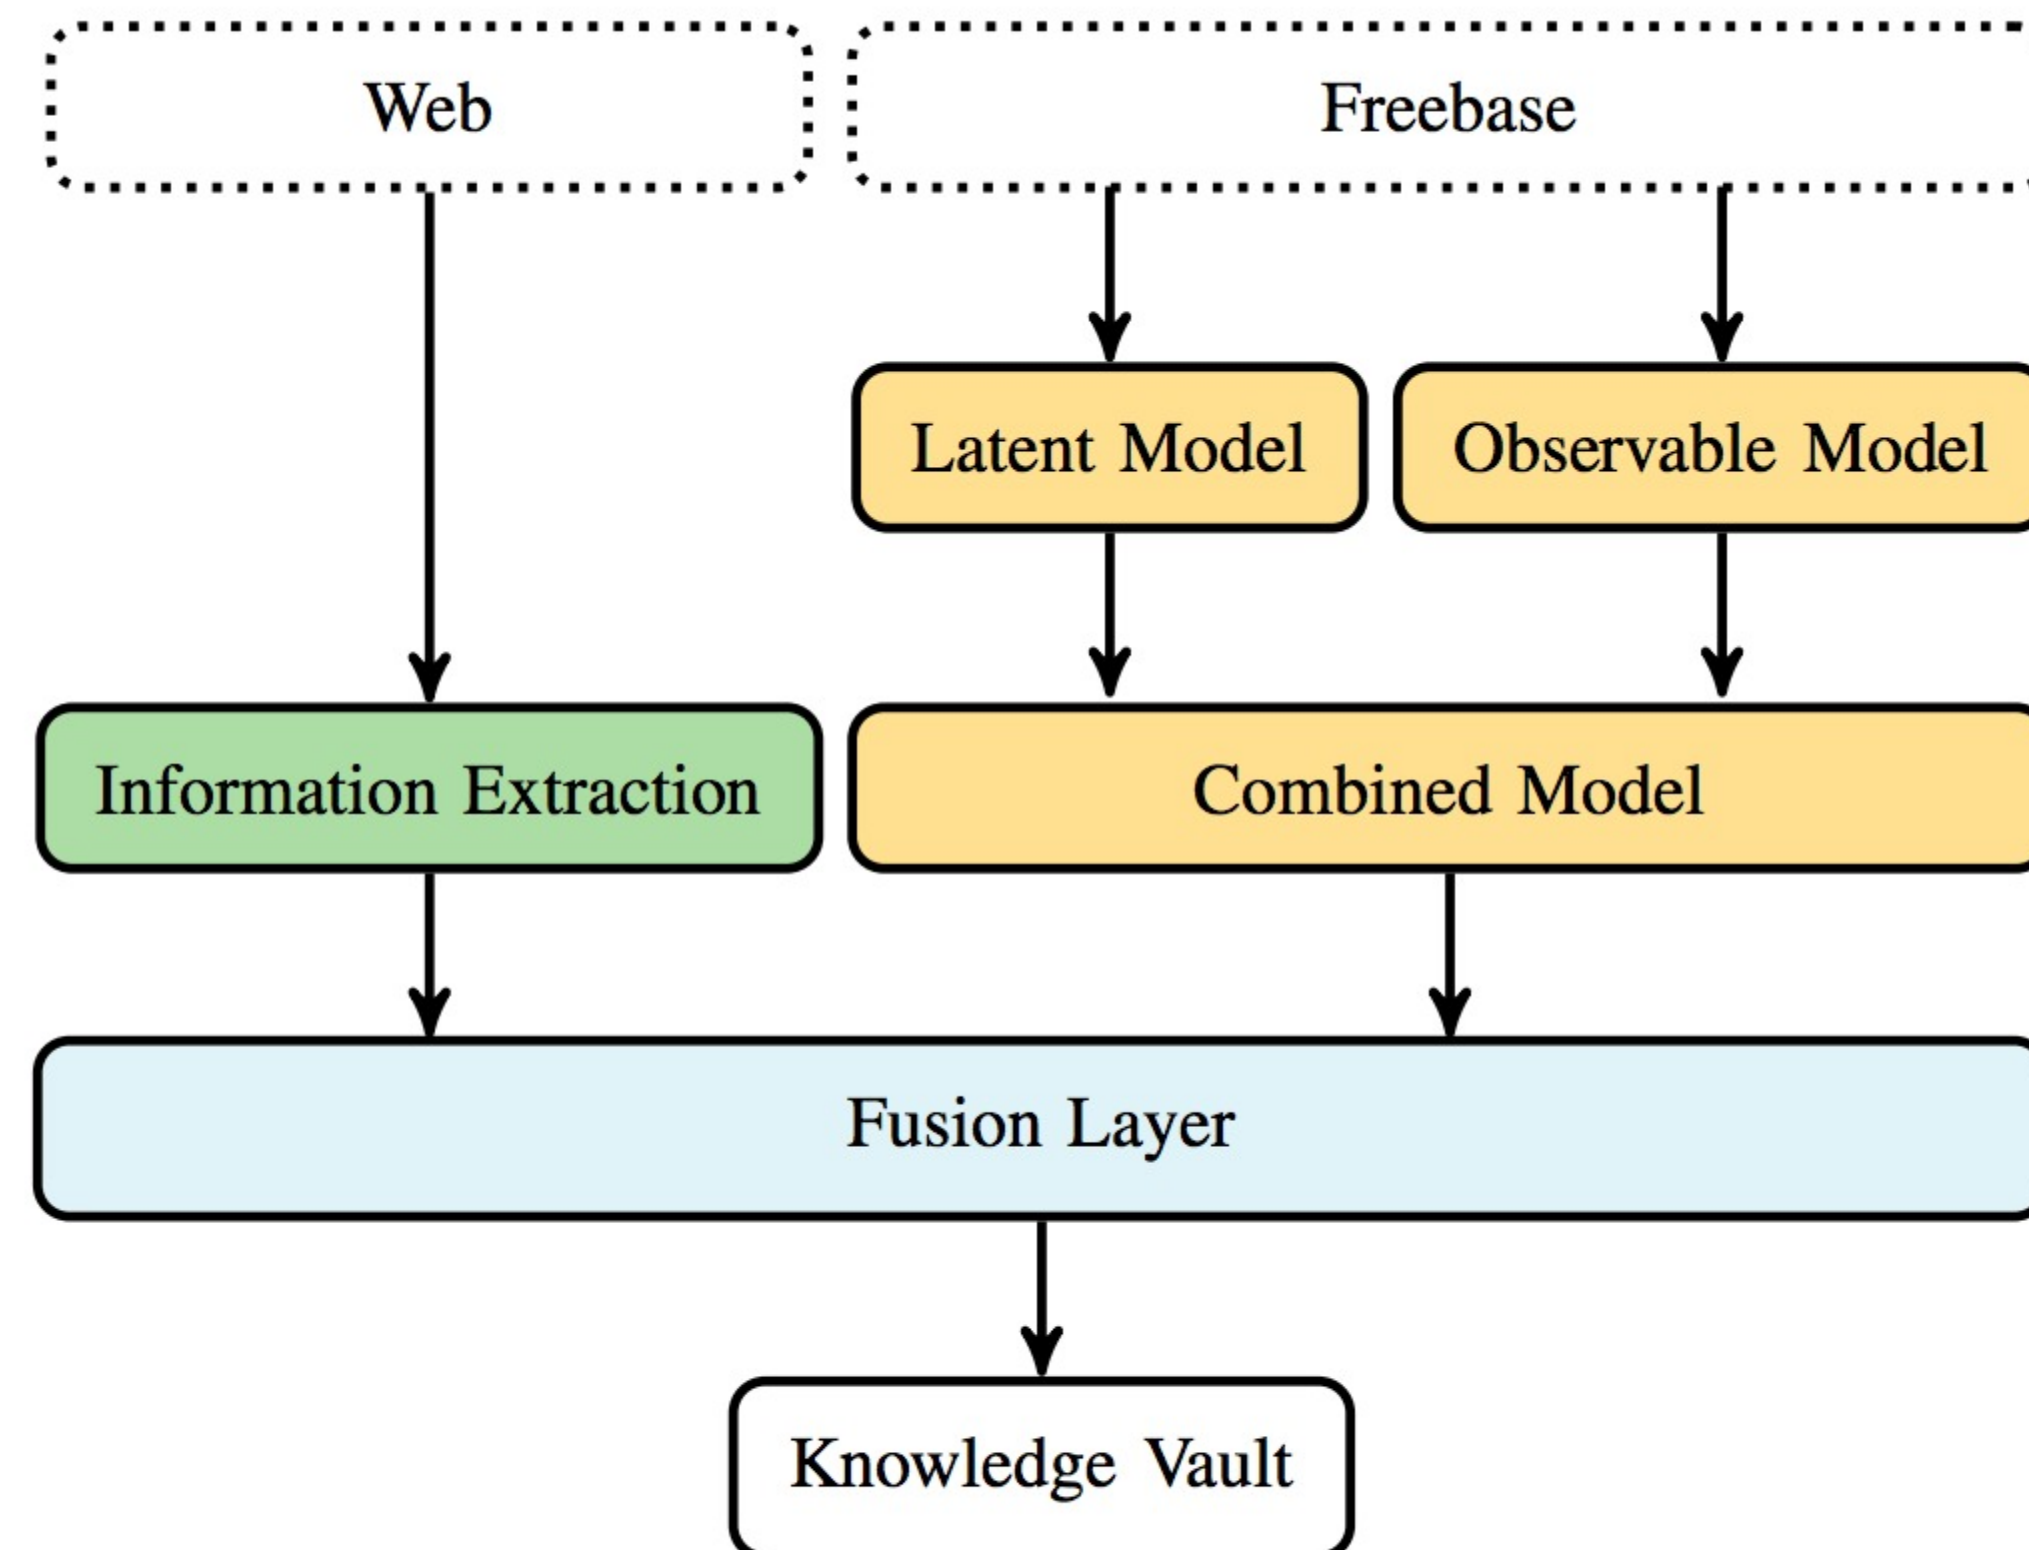 Web
Freebase
Latent Model
Observable Model
Information Extraction
Combined Model
Fusion Layer
Knowledge Vault